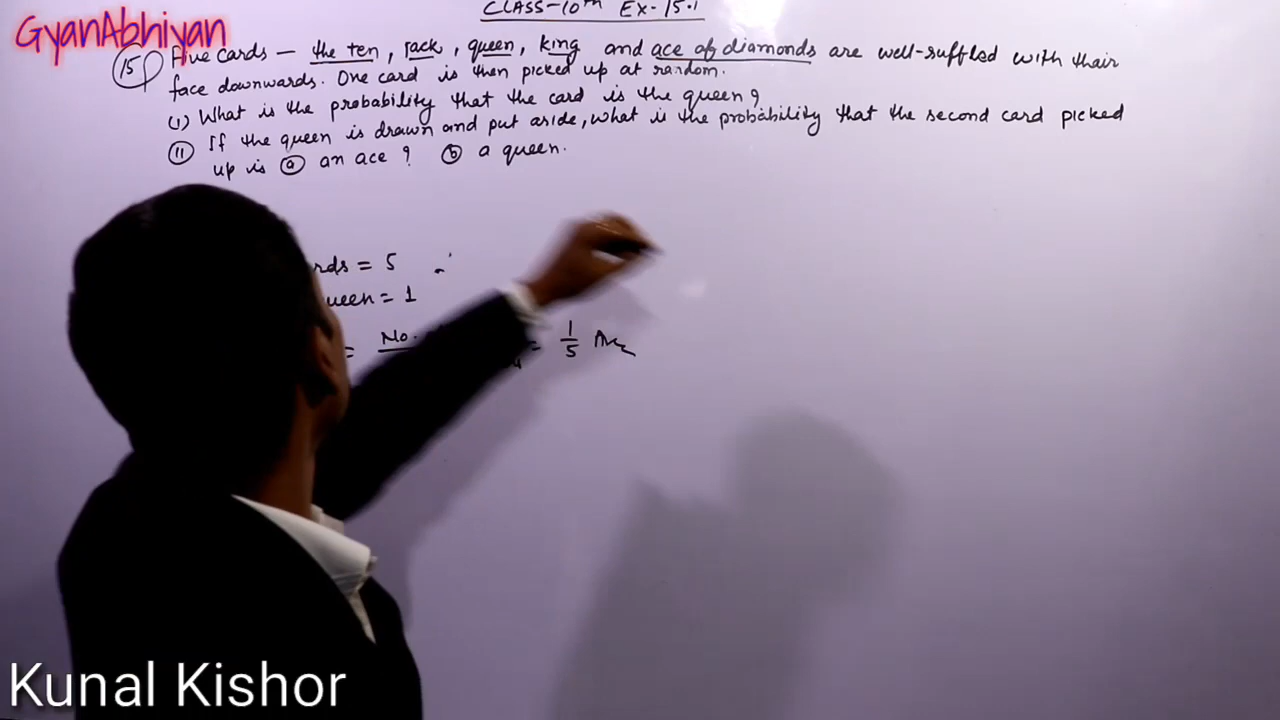 CLASS-10th Ex-15.1
GyanAbhiyan
15 Five cards — the ten, jack, queen, king and ace of diamonds are well-suffled with their
face downwards. One card is then picked up at random.
(i) What is the probability that the card is the queen?
(ii) If the queen is drawn and put aside, what is the probability that the second card picked
up is (a) an ace? (b) a queen.
rds = 5
ueen = 1
= No. = 1/5 Ans
Kunal Kishor